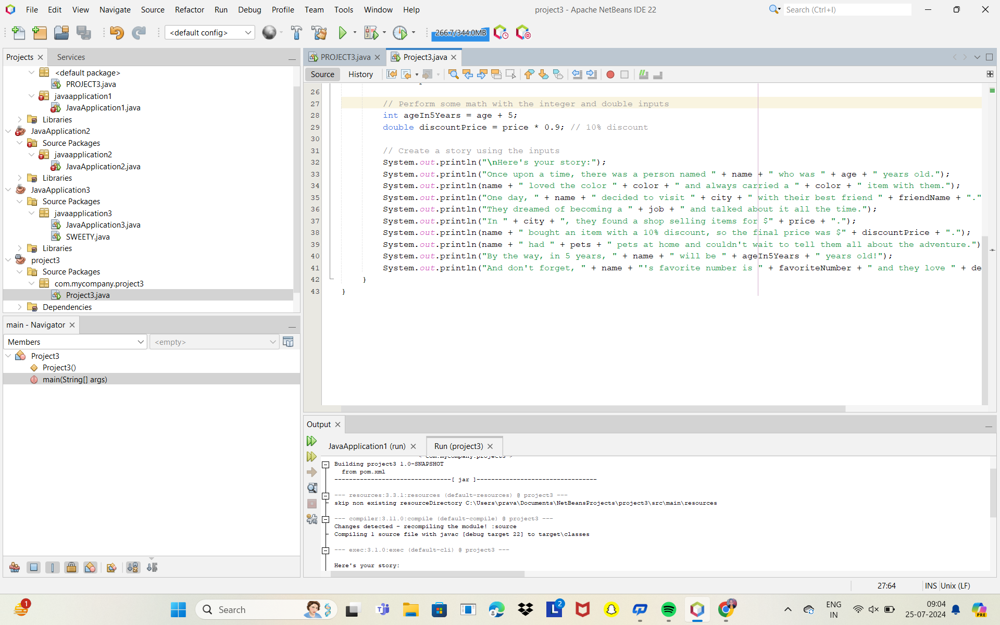 File Edit View Navigate Source Refactor Run Debug Profile Team Tools Window Help
project3 - Apache NetBeans IDE 22
Search (Ctrl+I)
<default config>
266.7/344.0MB
Projects
Services
<default package>
PROJECT3.java
javaapplication1
JavaApplication1.java
Libraries
JavaApplication2
Source Packages
javaapplication2
JavaApplication2.java
Libraries
JavaApplication3
Source Packages
javaapplication3
JavaApplication3.java
SWEETY.java
Libraries
project3
Source Packages
com.mycompany.project3
Project3.java
Dependencies
main - Navigator
Members
<empty>
Project3
Project3()
main(String[] args)
PROJECT3.java
Project3.java
Source
History
26
27 // Perform some math with the integer and double inputs
28 int ageIn5Years = age + 5;
29 double discountPrice = price * 0.9; // 10% discount
30
31 // Create a story using the inputs
32 System.out.println("\nHere's your story:");
33 System.out.println("Once upon a time, there was a person named " + name + " who was " + age + " years old.");
34 System.out.println(name + " loved the color " + color + " and always carried a " + color + " item with them.");
35 System.out.println("One day, " + name + " decided to visit " + city + " with their best friend " + friendName + "."
36 System.out.println("They dreamed of becoming a " + job + " and talked about it all the time.");
37 System.out.println("In " + city + ", they found a shop selling items for $" + price + ".");
38 System.out.println(name + " bought an item with a 10% discount, so the final price was $" + discountPrice + ".");
39 System.out.println(name + " had " + pets + " pets at home and couldn't wait to tell them all about the adventure.")
40 System.out.println("By the way, in 5 years, " + name + " will be " + ageIn5Years + " years old!");
41 System.out.println("And don't forget, " + name + "'s favorite number is " + favoriteNumber + " and they love " + de
42 }
43 }
Output
JavaApplication1 (run)
Run (project3)
< com.mycompany:project3 >
Building project3 1.0-SNAPSHOT
from pom.xml
--------------------------------[ jar ]---------------------------------
--- resources:3.3.1:resources (default-resources) @ project3 ---
skip non existing resourceDirectory C:\Users\prava\Documents\NetBeansProjects\project3\src\main\resources
--- compiler:3.11.0:compile (default-compile) @ project3 ---
Changes detected - recompiling the module! :source
Compiling 1 source file with javac [debug target 22] to target\classes
--- exec:3.1.0:exec (default-cli) @ project3 ---
Here's your story:
27:64
INS
Unix (LF)
1
Search
2
ENG
IN
09:04
25-07-2024
PRE